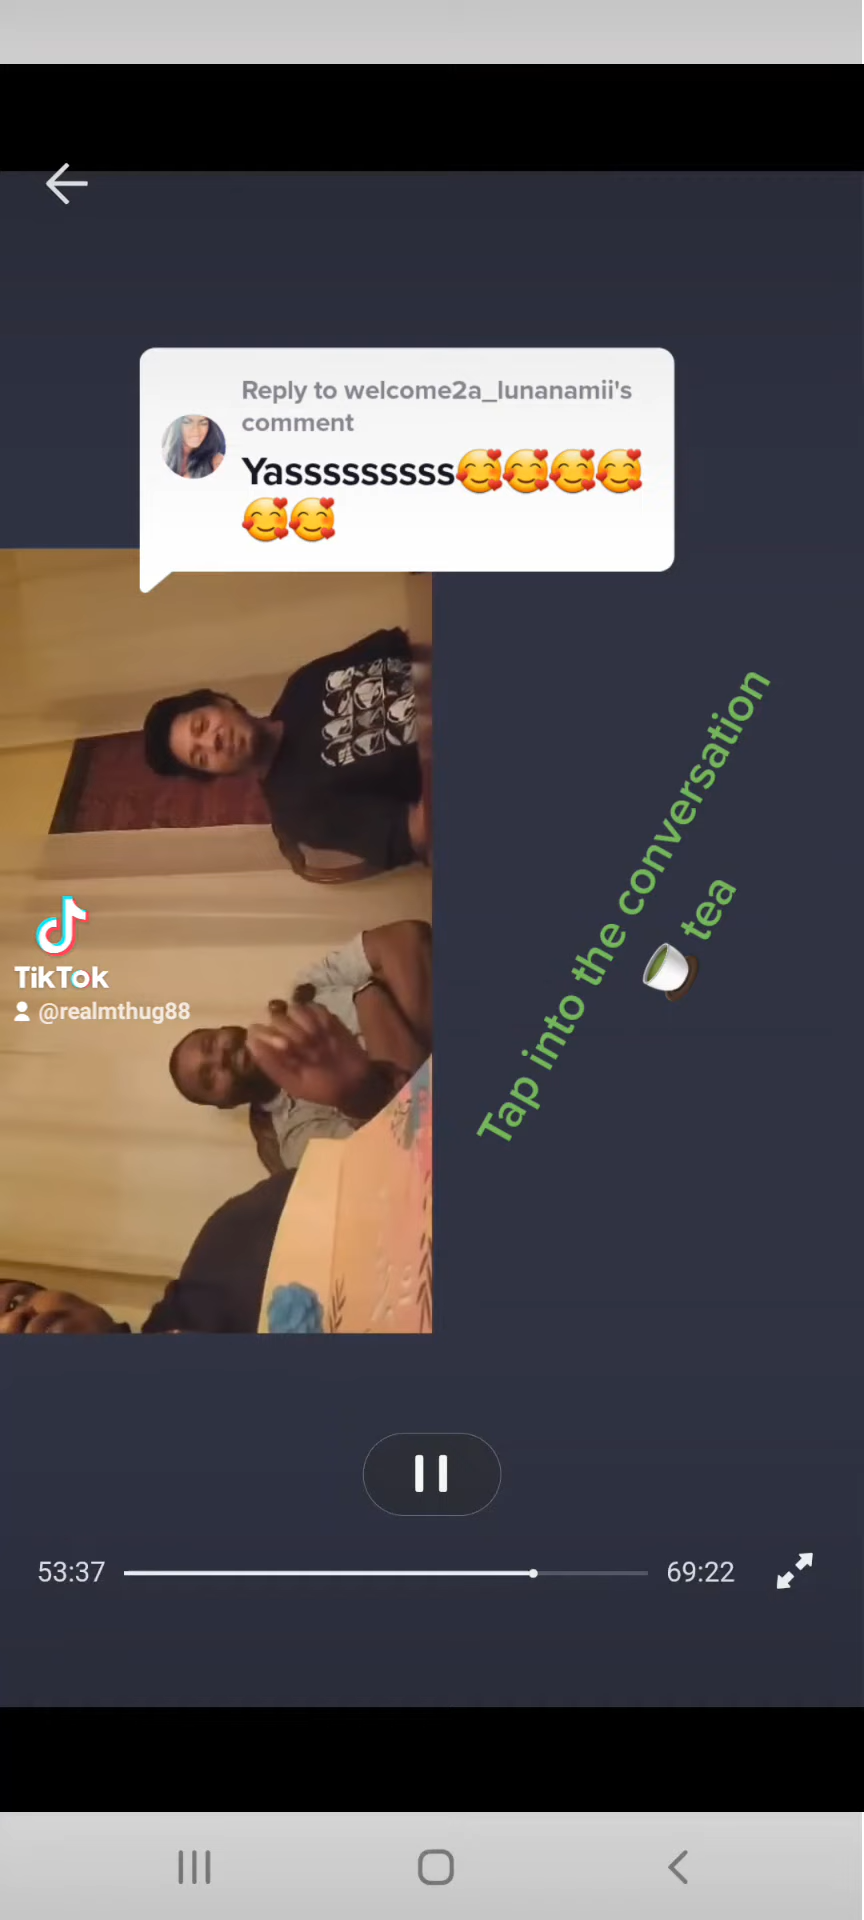 Reply to welcome2a_lunanamii's
comment
Yasssssssss🥰🥰🥰🥰
🥰🥰
Tap into the conversation
🍵 tea
TikTok
@realmthug88
53:37
69:22